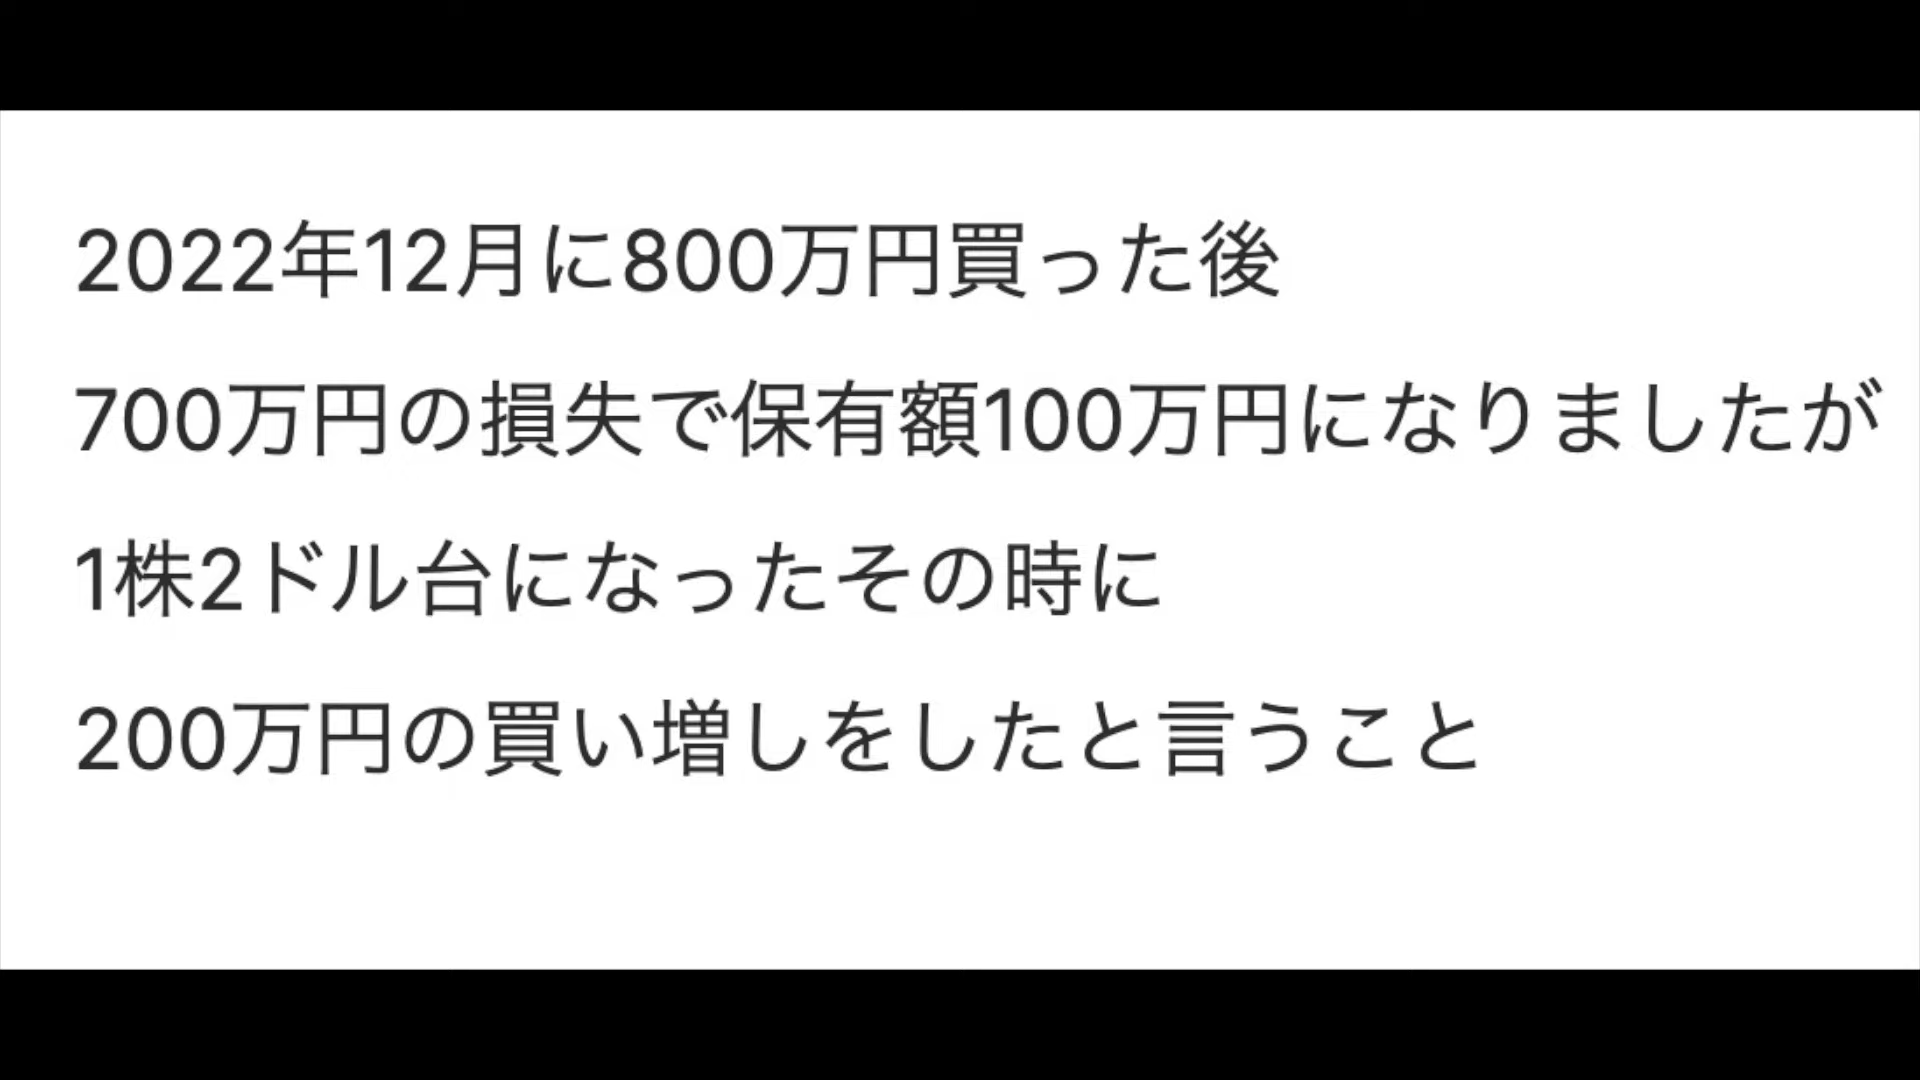 2022年12月に800万円買った後
700万円の損失で保有額100万円になりましたが
1株2ドル台になったその時に
200万円の買い増しをしたと言うこと